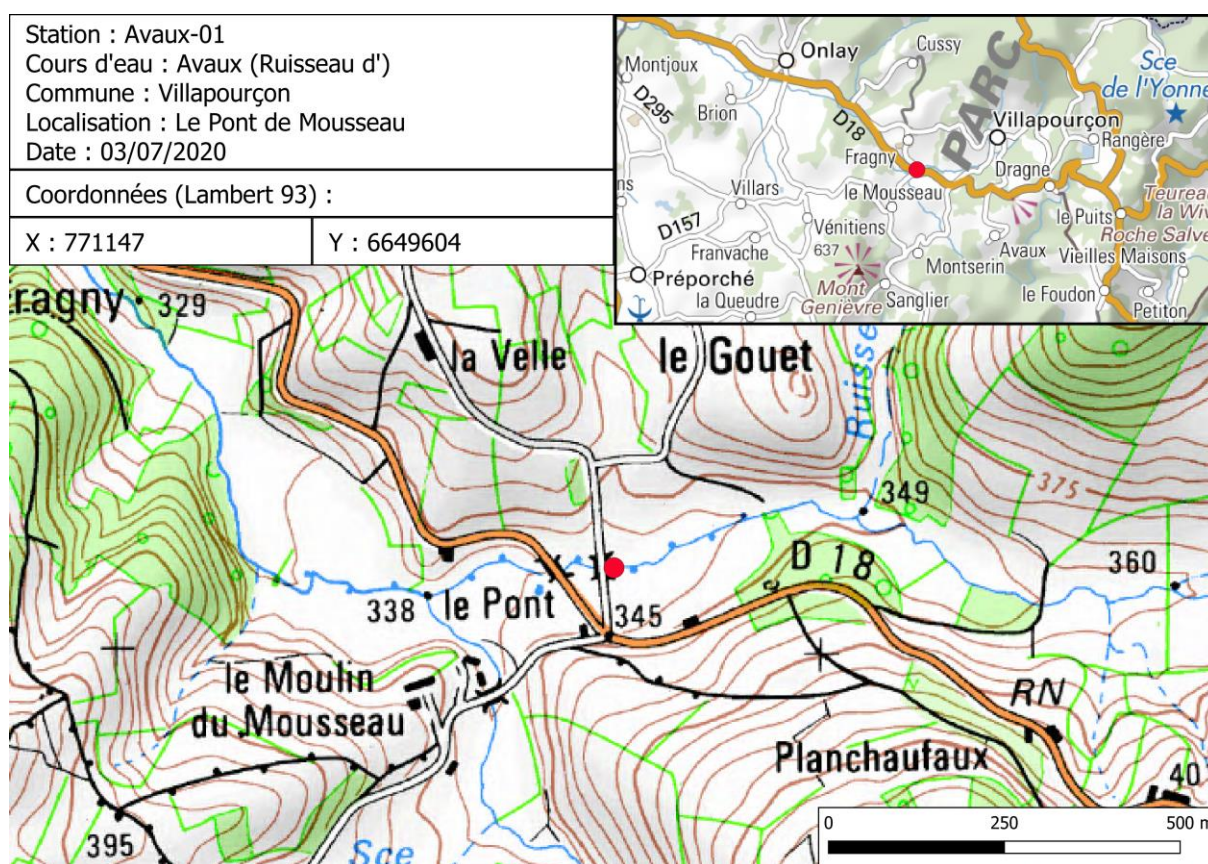 Station : Avaux-01
Cours d'eau : Avaux (Ruisseau d')
Commune : Villapourçon
Localisation : Le Pont de Mousseau
Date : 03/07/2020
Coordonnées (Lambert 93) :
X : 771147
Y : 6649604
Onlay
Cussy
Sce
de l'Yonne
Montjoux
D295
Brion
D18
PARC
Villapourçon
Rangère
Fragny
Dragne
le Mousseau
Villars
Teureau
la Wiv
Roche Salve
le Puits
Vénitiens
637
D157
Franvache
Avaux
Vieilles Maisons
Montserin
Préporché
Mont
Genièvre
la Queudre
Sanglier
le Foudon
Petiton
ragny
329
la Velle
le Gouet
Ruisse
349
375
D 18
360
338
le Pont
345
le Moulin
du Mousseau
RN
Planchaufaux
40
395
Sce
0
250
500 m